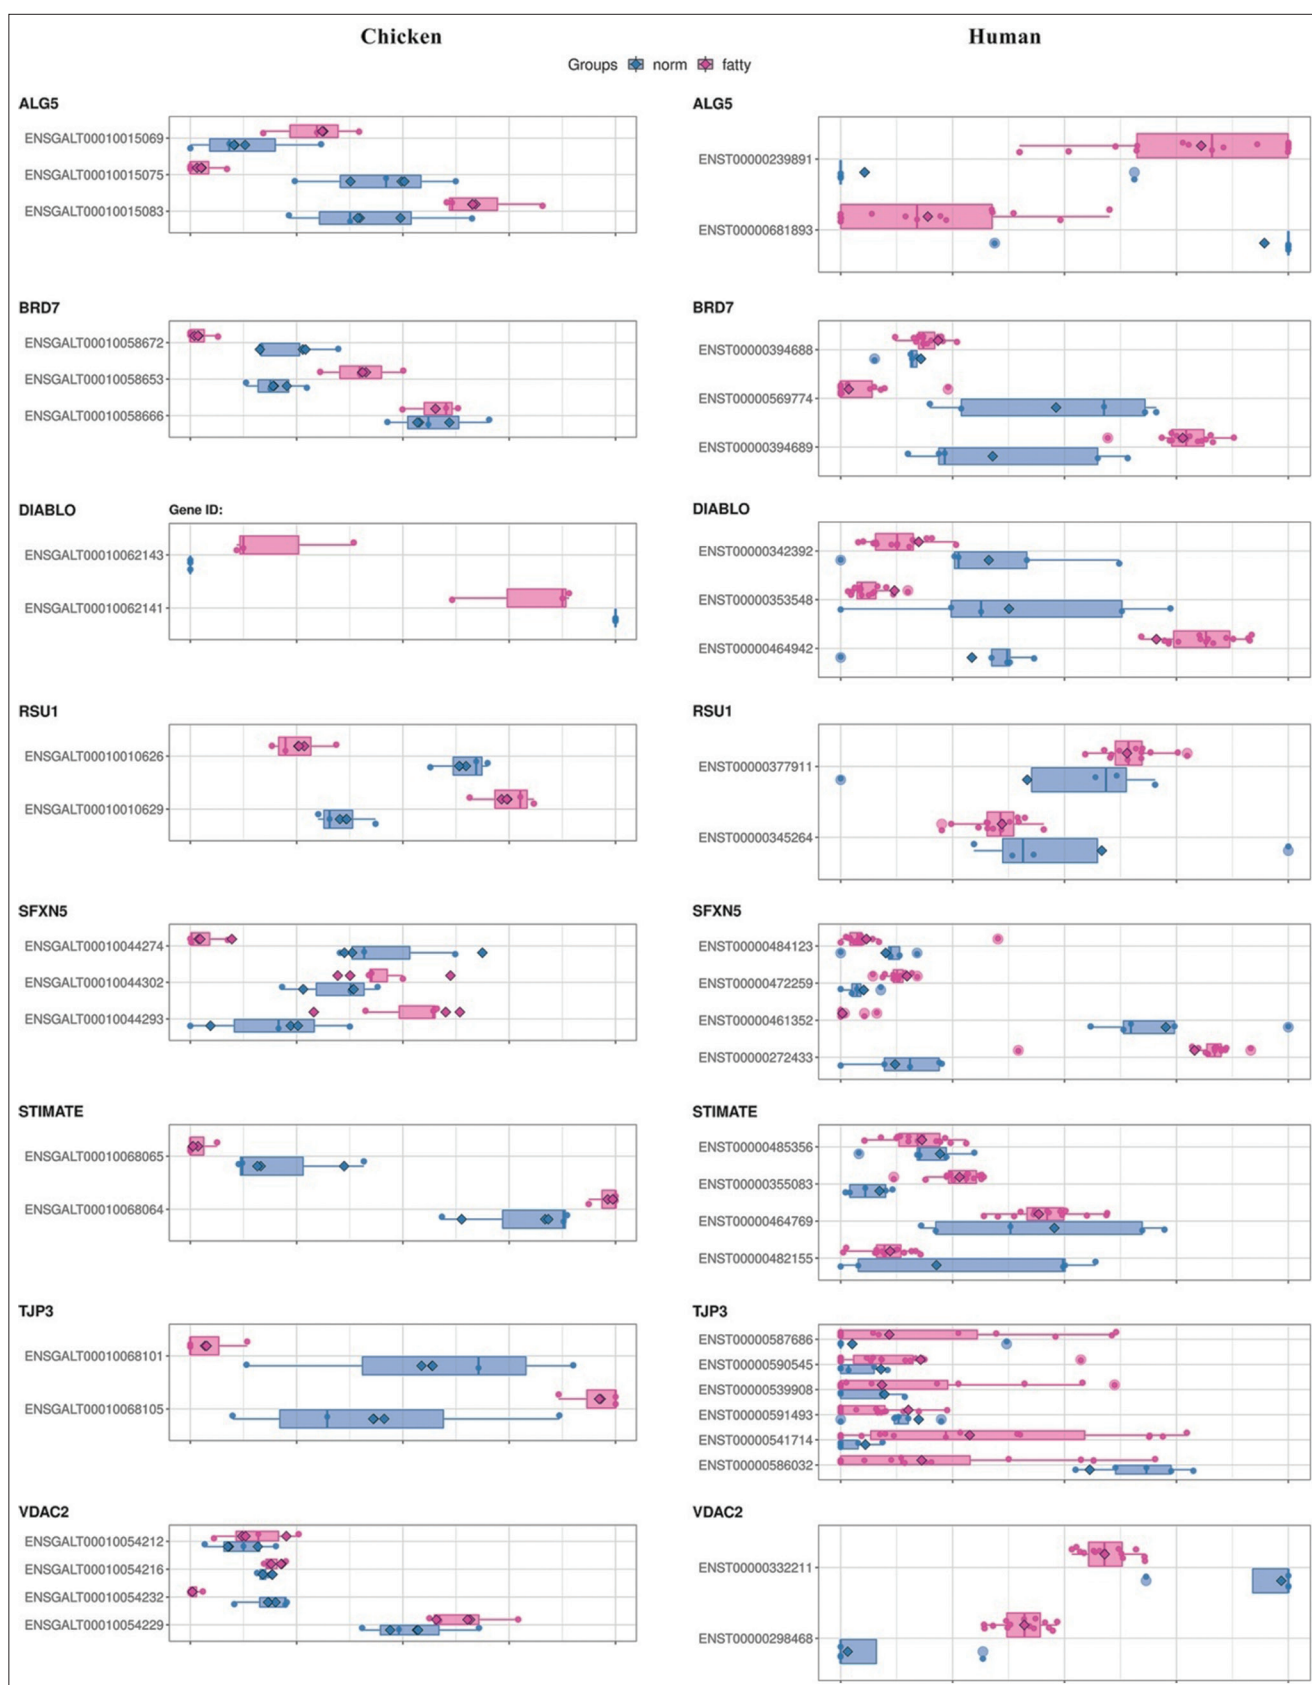 Chicken
Human
Groups norm fatty
ALG5
ENSGALT00010015069
ENSGALT00010015075
ENSGALT00010015083
ALG5
ENST00000239891
ENST00000681893
BRD7
ENSGALT00010058672
ENSGALT00010058653
ENSGALT00010058666
BRD7
ENST00000394688
ENST00000569774
ENST00000394689
DIABLO
Gene ID:
ENSGALT00010062143
ENSGALT00010062141
DIABLO
ENST00000342392
ENST00000353548
ENST00000464942
RSU1
ENSGALT00010010626
ENSGALT00010010629
RSU1
ENST00000377911
ENST00000345264
SFXN5
ENSGALT00010044274
ENSGALT00010044302
ENSGALT00010044293
SFXN5
ENST00000484123
ENST00000472259
ENST00000461352
ENST00000272433
STIMATE
ENSGALT00010068065
ENSGALT00010068064
STIMATE
ENST00000485356
ENST00000355083
ENST00000464769
ENST00000482155
TJP3
ENSGALT00010068101
ENSGALT00010068105
TJP3
ENST00000587686
ENST00000590545
ENST00000539908
ENST00000591493
ENST00000541714
ENST00000586032
VDAC2
ENSGALT00010054212
ENSGALT00010054216
ENSGALT00010054232
ENSGALT00010054229
VDAC2
ENST00000332211
ENST00000298468